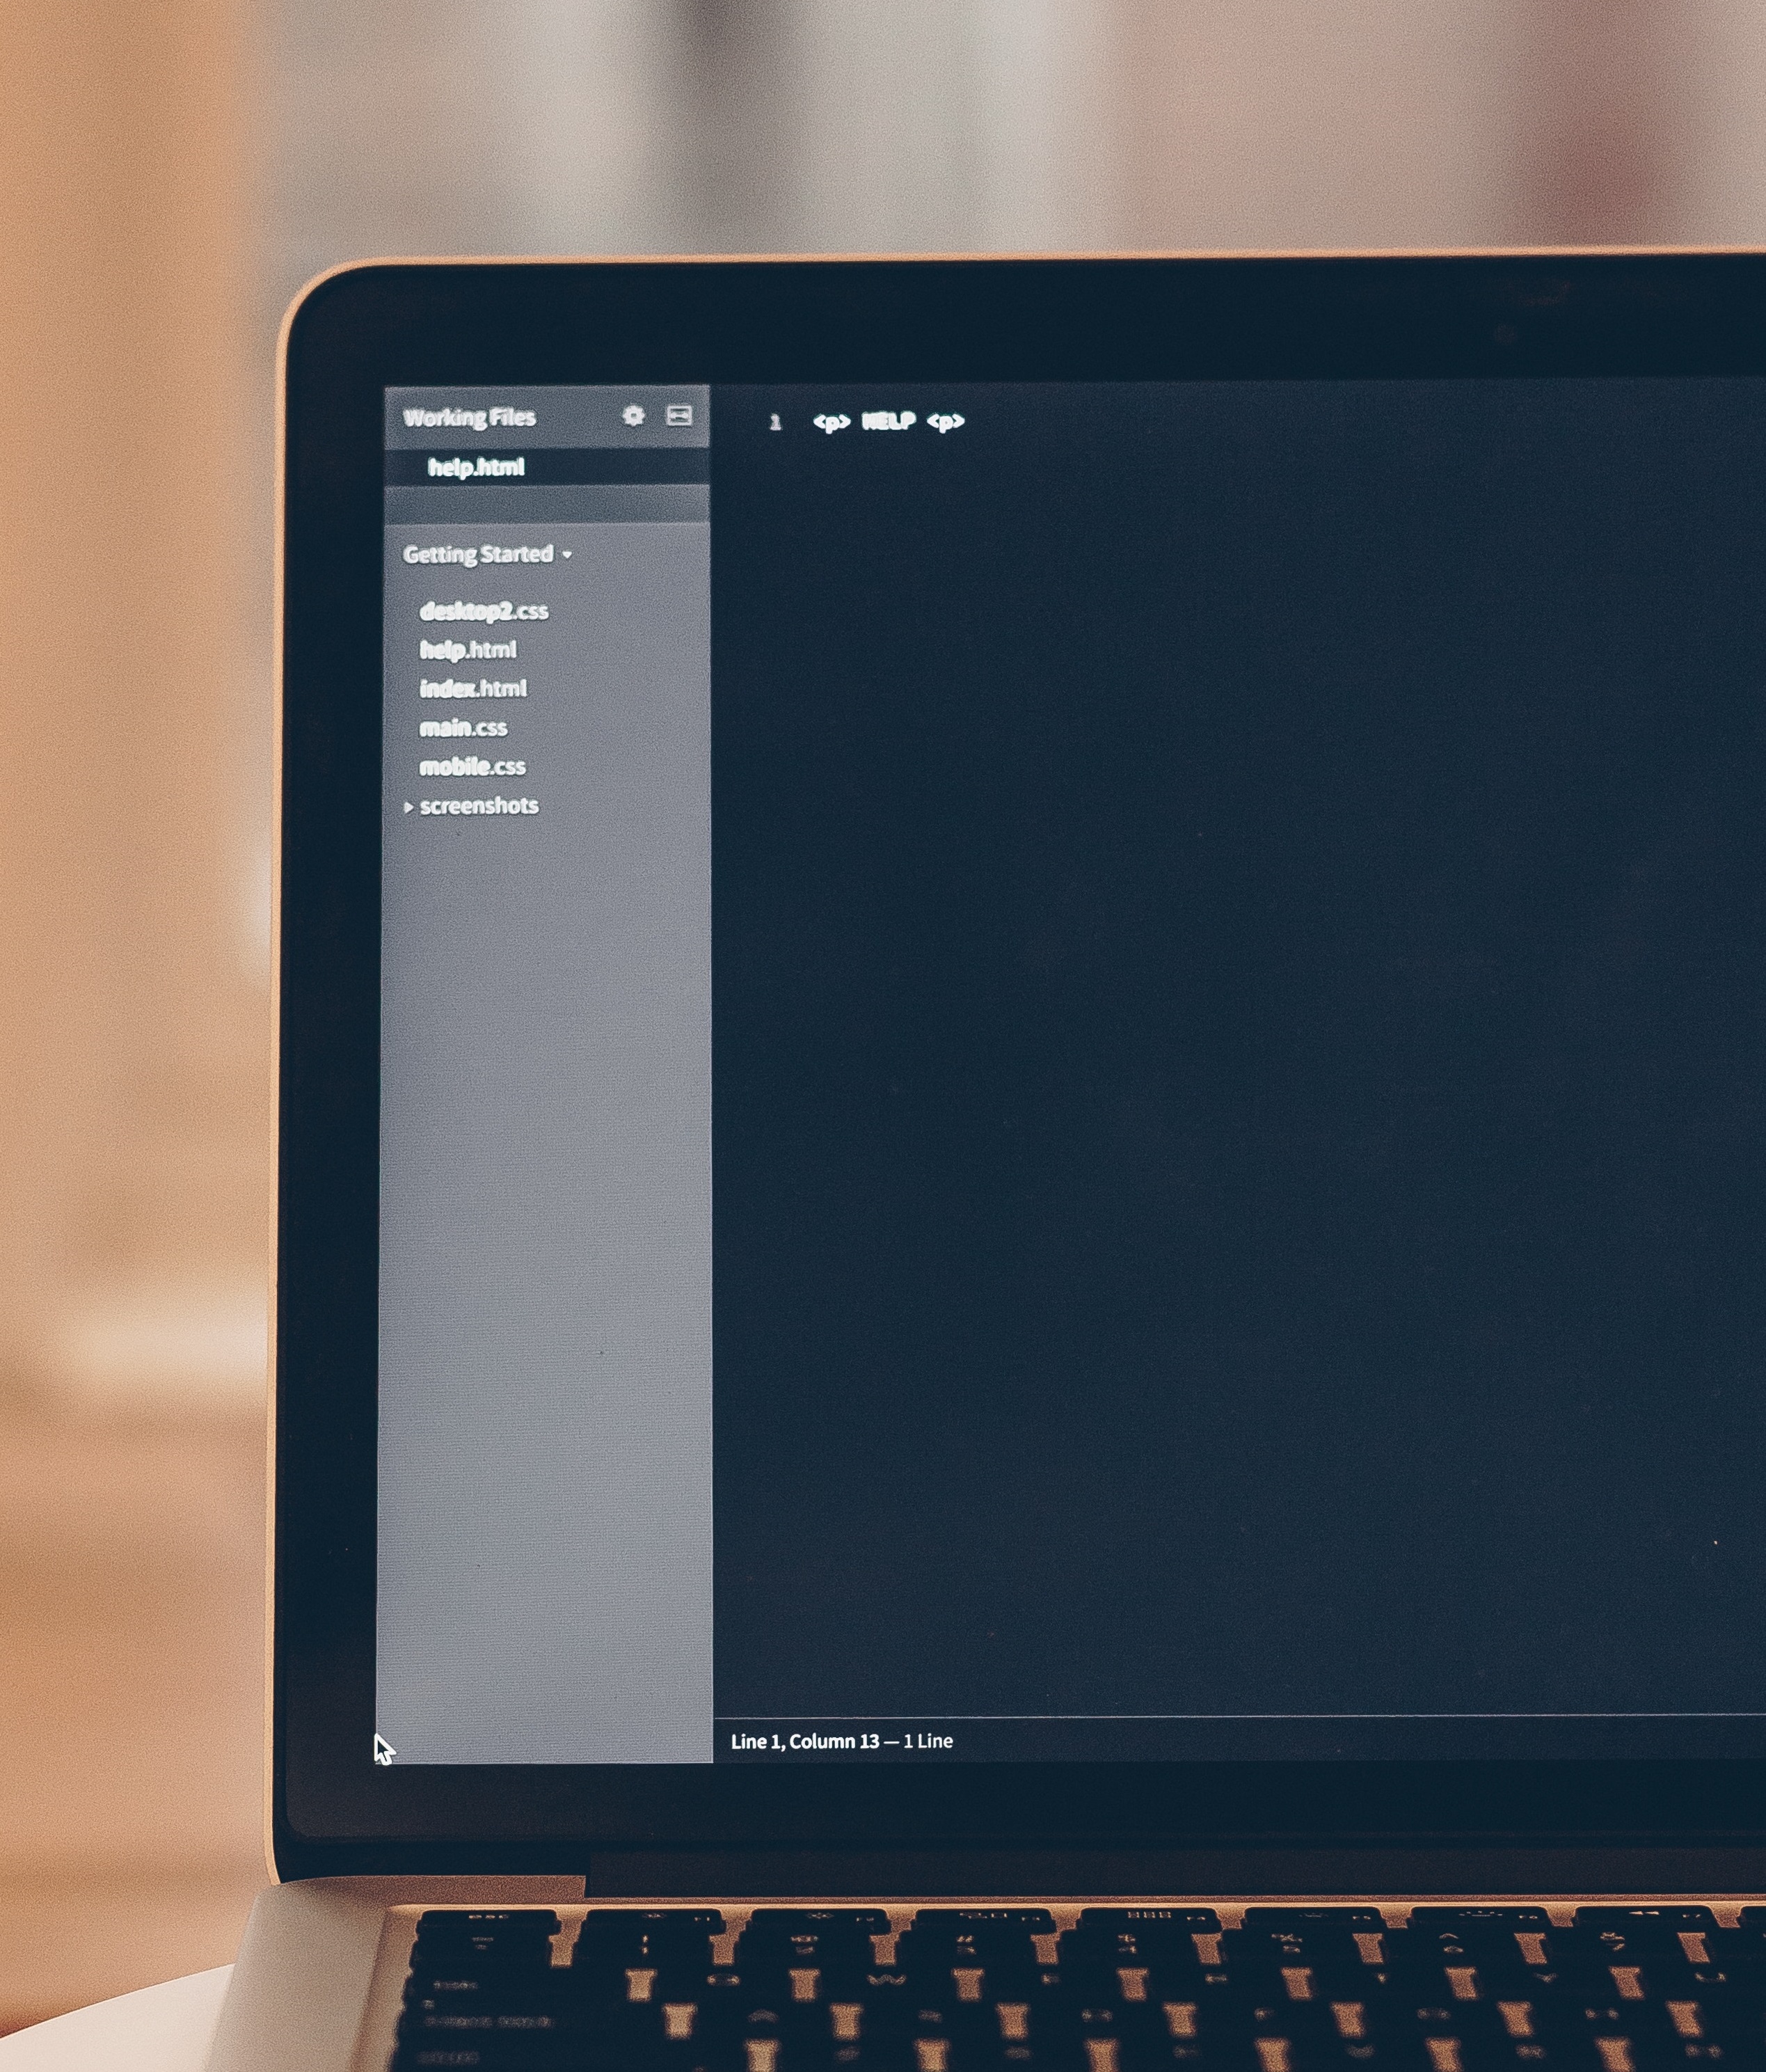 Working Files
help.html
Getting Started
desktop2.css
help.html
index.html
main.css
mobile.css
screenshots
1 <p> HELP <p>
Line 1, Column 13 — 1 Line
esc